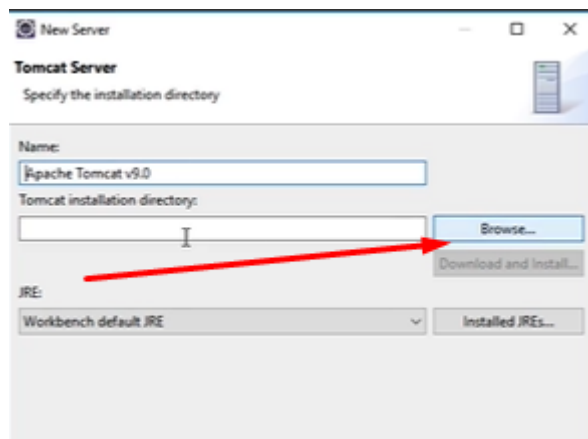 New Server
Tomcat Server
Specify the installation directory
Name:
Apache Tomcat v9.0
Tomcat installation directory:
Browse...
Download and Install...
JRE:
Workbench default JRE
Installed JREs...